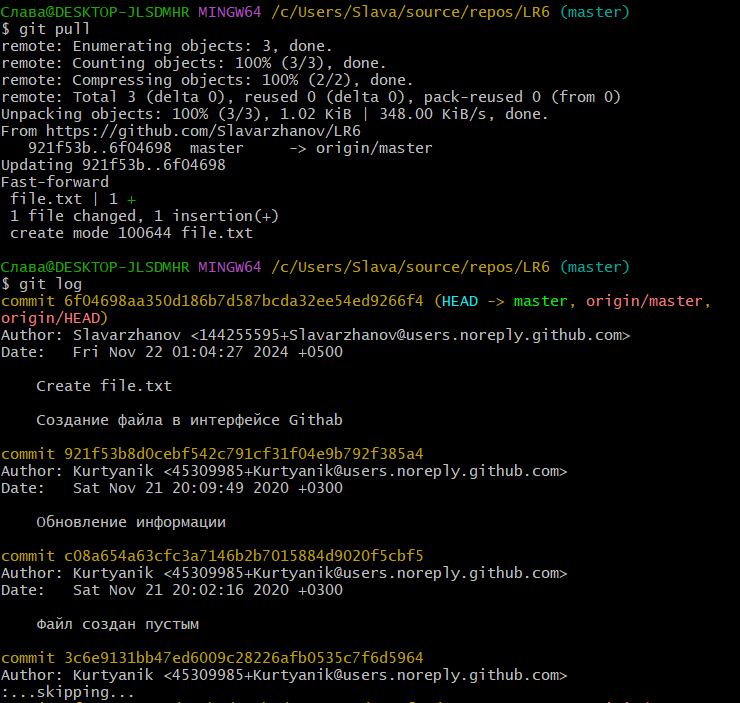 Слава@DESKTOP-JLSDMHR MINGW64 /c/Users/Slava/source/repos/LR6 (master)
$ git pull
remote: Enumerating objects: 3, done.
remote: Counting objects: 100% (3/3), done.
remote: Compressing objects: 100% (2/2), done.
remote: Total 3 (delta 0), reused 0 (delta 0), pack-reused 0 (from 0)
Unpacking objects: 100% (3/3), 1.02 KiB | 348.00 KiB/s, done.
From https://github.com/Slavarzhanov/LR6
   921f53b..6f04698  master     -> origin/master
Updating 921f53b..6f04698
Fast-forward
 file.txt | 1 +
 1 file changed, 1 insertion(+)
 create mode 100644 file.txt
Слава@DESKTOP-JLSDMHR MINGW64 /c/Users/Slava/source/repos/LR6 (master)
$ git log
commit 6f04698aa350d186b7d587bcda32ee54ed9266f4 (HEAD -> master, origin/master,
origin/HEAD)
Author: Slavarzhanov <144255595+Slavarzhanov@users.noreply.github.com>
Date:   Fri Nov 22 01:04:27 2024 +0500
    Create file.txt
    Создание файла в интерфейсе Githab
commit 921f53b8d0cebf542c791cf31f04e9b792f385a4
Author: Kurtyanik <45309985+Kurtyanik@users.noreply.github.com>
Date:   Sat Nov 21 20:09:49 2020 +0300
    Обновление информации
commit c08a654a63cfc3a7146b2b7015884d9020f5cbf5
Author: Kurtyanik <45309985+Kurtyanik@users.noreply.github.com>
Date:   Sat Nov 21 20:02:16 2020 +0300
    Файл создан пустым
commit 3c6e9131bb47ed6009c28226afb0535c7f6d5964
Author: Kurtyanik <45309985+Kurtyanik@users.noreply.github.com>
:...skipping...